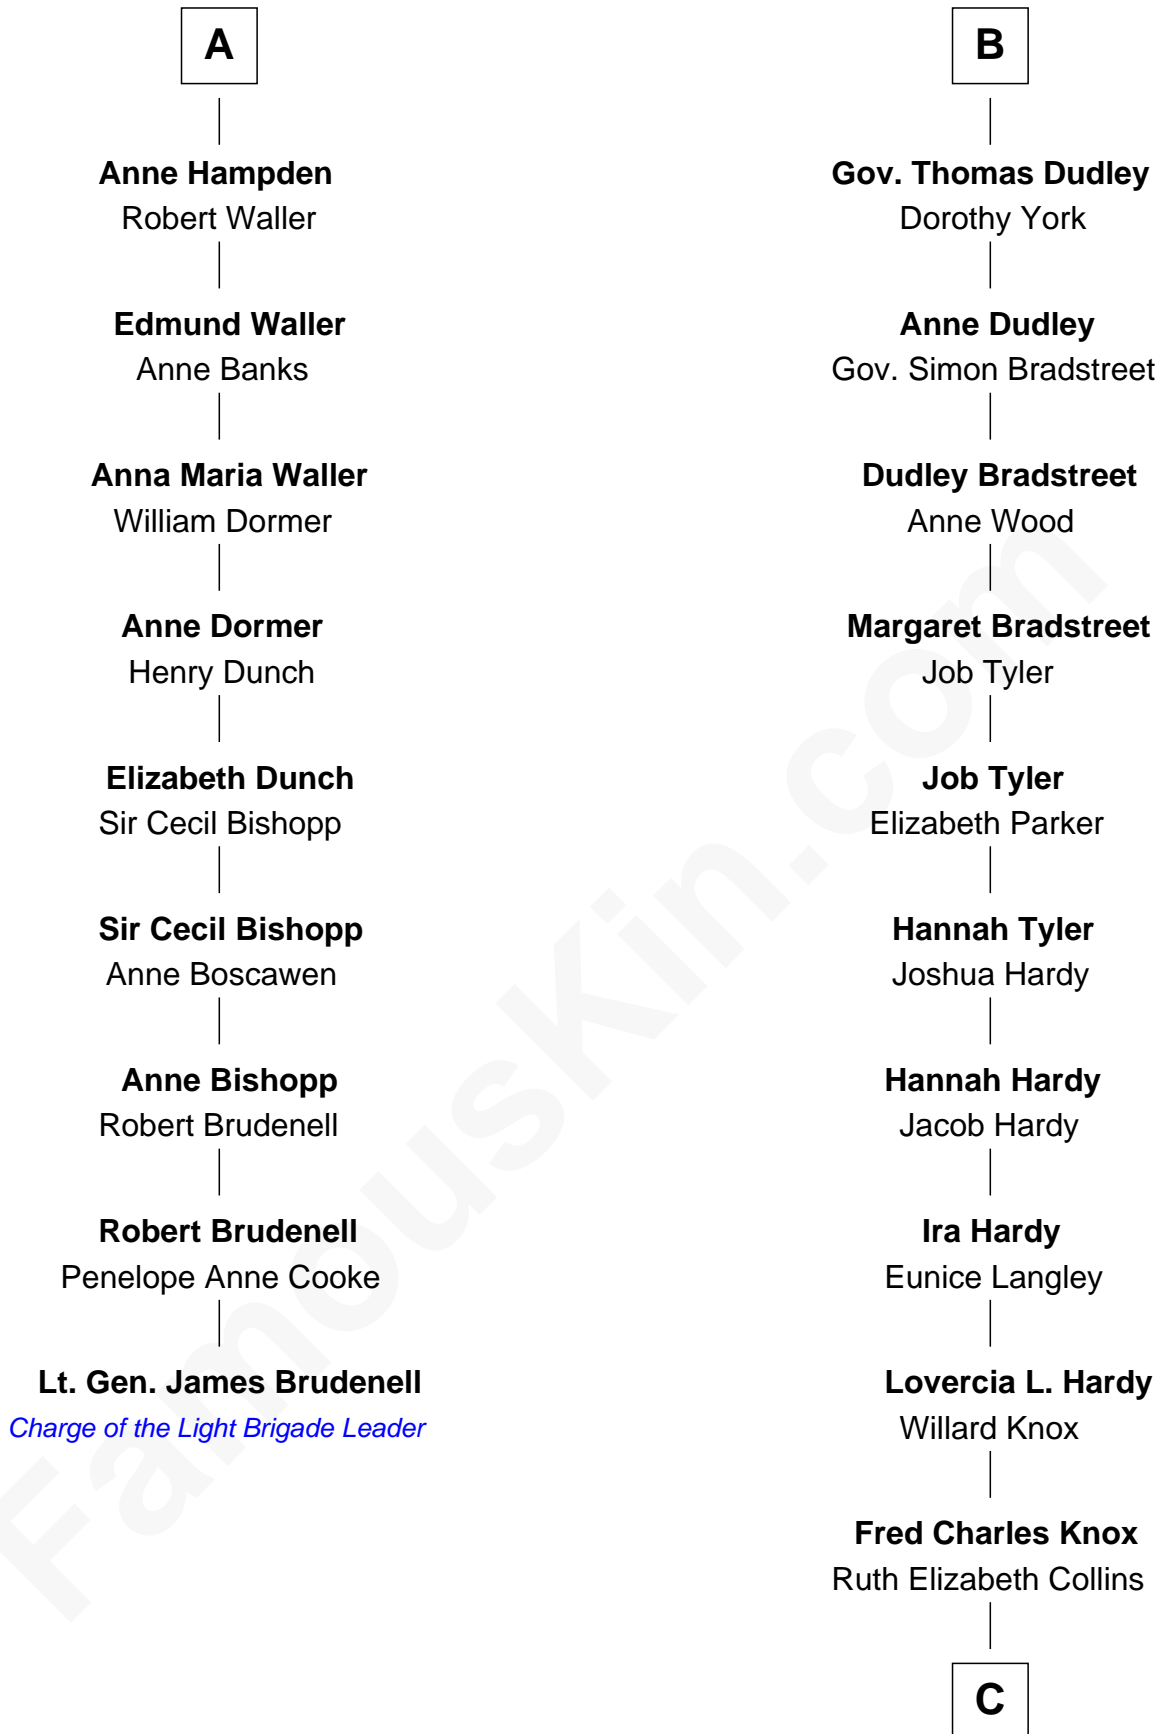 A
Anne Hampden
Robert Waller
Edmund Waller
Anne Banks
Anna Maria Waller
William Dormer
Anne Dormer
Henry Dunch
Elizabeth Dunch
Sir Cecil Bishopp
Sir Cecil Bishopp
Anne Boscawen
Anne Bishopp
Robert Brudenell
Robert Brudenell
Penelope Anne Cooke
Lt. Gen. James Brudenell
Charge of the Light Brigade Leader
B
Gov. Thomas Dudley
Dorothy York
Anne Dudley
Gov. Simon Bradstreet
Dudley Bradstreet
Anne Wood
Margaret Bradstreet
Job Tyler
Job Tyler
Elizabeth Parker
Hannah Tyler
Joshua Hardy
Hannah Hardy
Jacob Hardy
Ira Hardy
Eunice Langley
Lovercia L. Hardy
Willard Knox
Fred Charles Knox
Ruth Elizabeth Collins
C
FamousKin.com